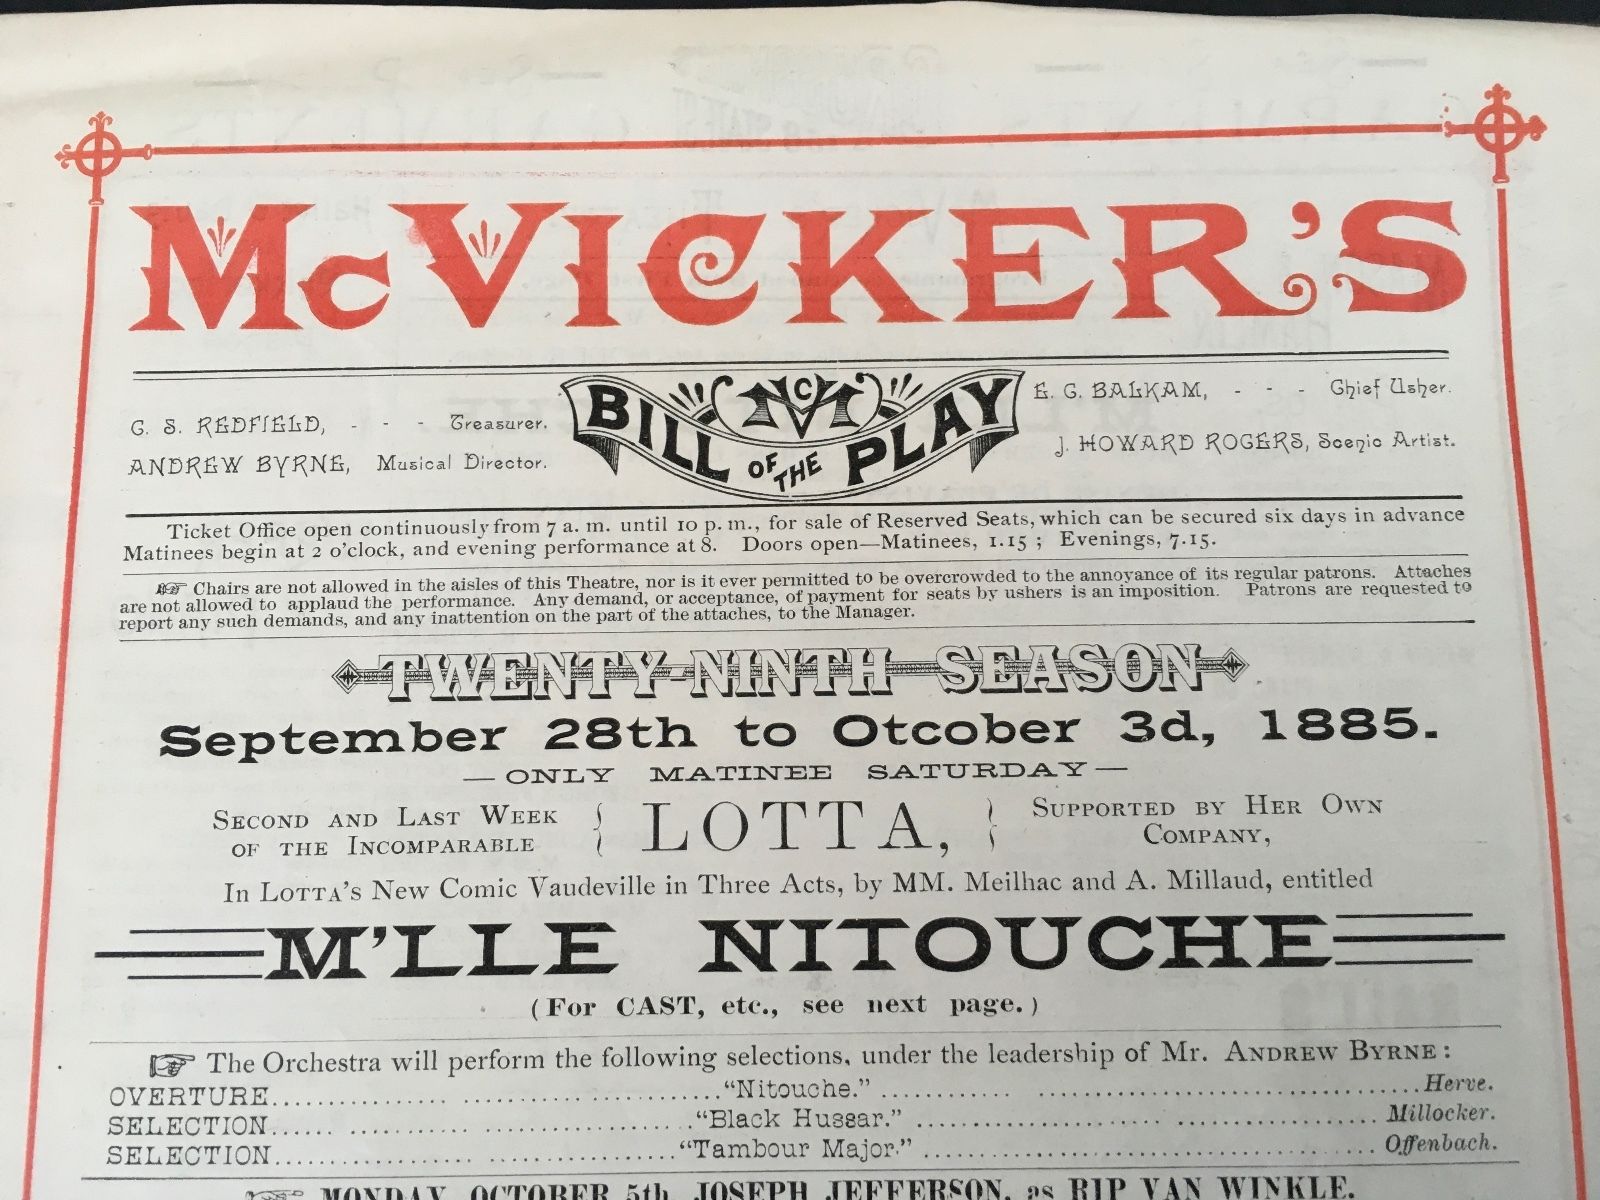 McVICKER'S
G. S. REDFIELD, - - - Treasurer.
ANDREW BYRNE, Musical Director.
McV
BILL OF THE PLAY
E. G. BALKAM, - - - Chief Usher.
J. HOWARD ROGERS, Scenic Artist.
Ticket Office open continuously from 7 a. m. until 10 p. m., for sale of Reserved Seats, which can be secured six days in advance
Matinees begin at 2 o'clock, and evening performance at 8. Doors open—Matinees, 1.15 ; Evenings, 7.15.
☞ Chairs are not allowed in the aisles of this Theatre, nor is it ever permitted to be overcrowded to the annoyance of its regular patrons. Attaches
are not allowed to applaud the performance. Any demand, or acceptance, of payment for seats by ushers is an imposition. Patrons are requested to
report any such demands, and any inattention on the part of the attaches, to the Manager.
TWENTY-NINTH SEASON
September 28th to Otcober 3d, 1885.
— ONLY MATINEE SATURDAY —
SECOND AND LAST WEEK
OF THE INCOMPARABLE
LOTTA,
SUPPORTED BY HER OWN
COMPANY,
In LOTTA'S New Comic Vaudeville in Three Acts, by MM. Meilhac and A. Millaud, entitled
M'LLE NITOUCHE
(For CAST, etc., see next page.)
☞ The Orchestra will perform the following selections, under the leadership of Mr. ANDREW BYRNE:
OVERTURE........"Nitouche."........Herve.
SELECTION........"Black Hussar."........Millocker.
SELECTION........"Tambour Major."........Offenbach.
☞ MONDAY, OCTOBER 5th, JOSEPH JEFFERSON, as RIP VAN WINKLE.